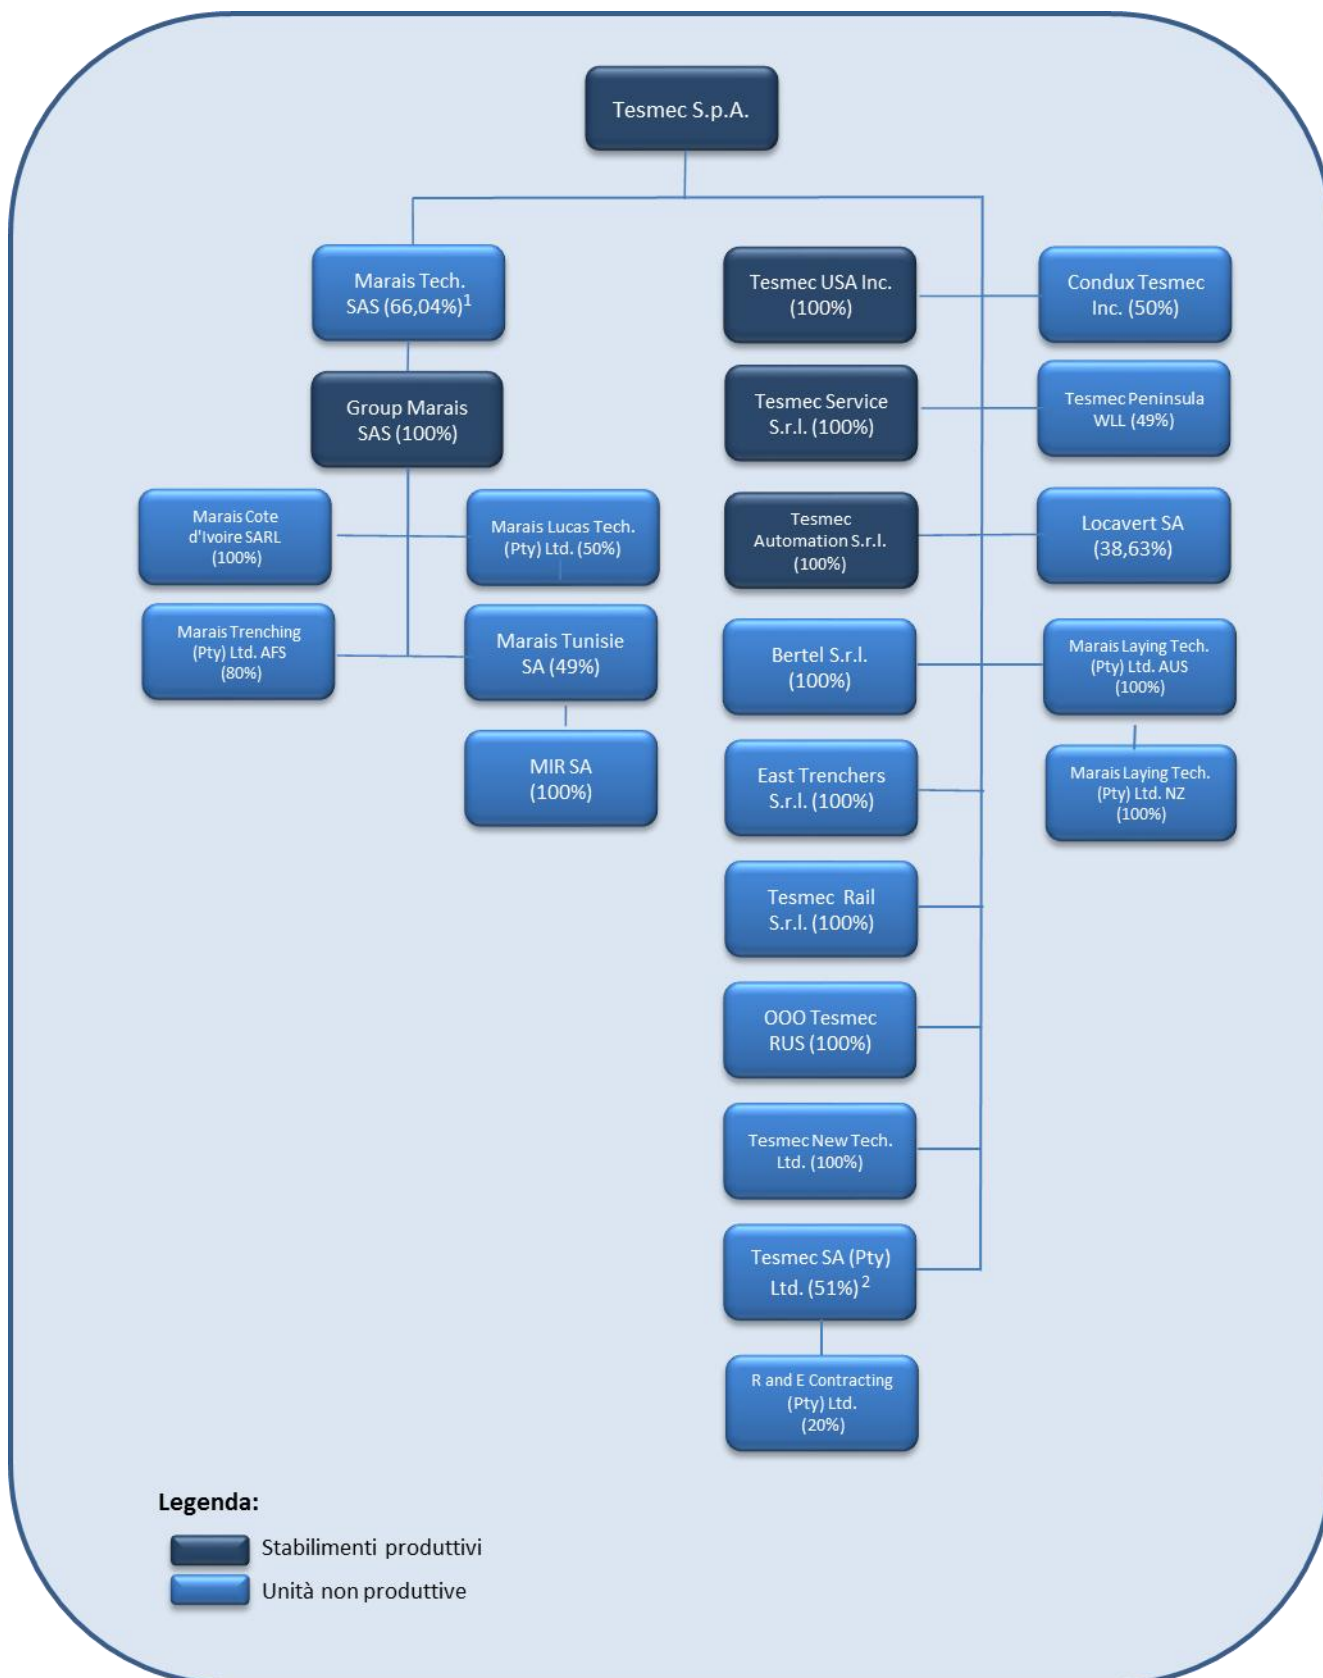 Tesmec S.p.A.
Marais Tech.
SAS (66,04%)1
Group Marais
SAS (100%)
Marais Cote
d'Ivoire SARL
(100%)
Marais Lucas Tech.
(Pty) Ltd. (50%)
Marais Trenching
(Pty) Ltd. AFS
(80%)
Marais Tunisie
SA (49%)
MIR SA
(100%)
Tesmec USA Inc.
(100%)
Condux Tesmec
Inc. (50%)
Tesmec Service
S.r.l. (100%)
Tesmec Peninsula
WLL (49%)
Tesmec
Automation S.r.l.
(100%)
Locavert SA
(38,63%)
Bertel S.r.l.
(100%)
Marais Laying Tech.
(Pty) Ltd. AUS
(100%)
East Trenchers
S.r.l. (100%)
Marais Laying Tech.
(Pty) Ltd. NZ
(100%)
Tesmec Rail
S.r.l. (100%)
OOO Tesmec
RUS (100%)
Tesmec New Tech.
Ltd. (100%)
Tesmec SA (Pty)
Ltd. (51%)2
R and E Contracting
(Pty) Ltd.
(20%)
Legenda:
Stabilimenti produttivi
Unità non produttive